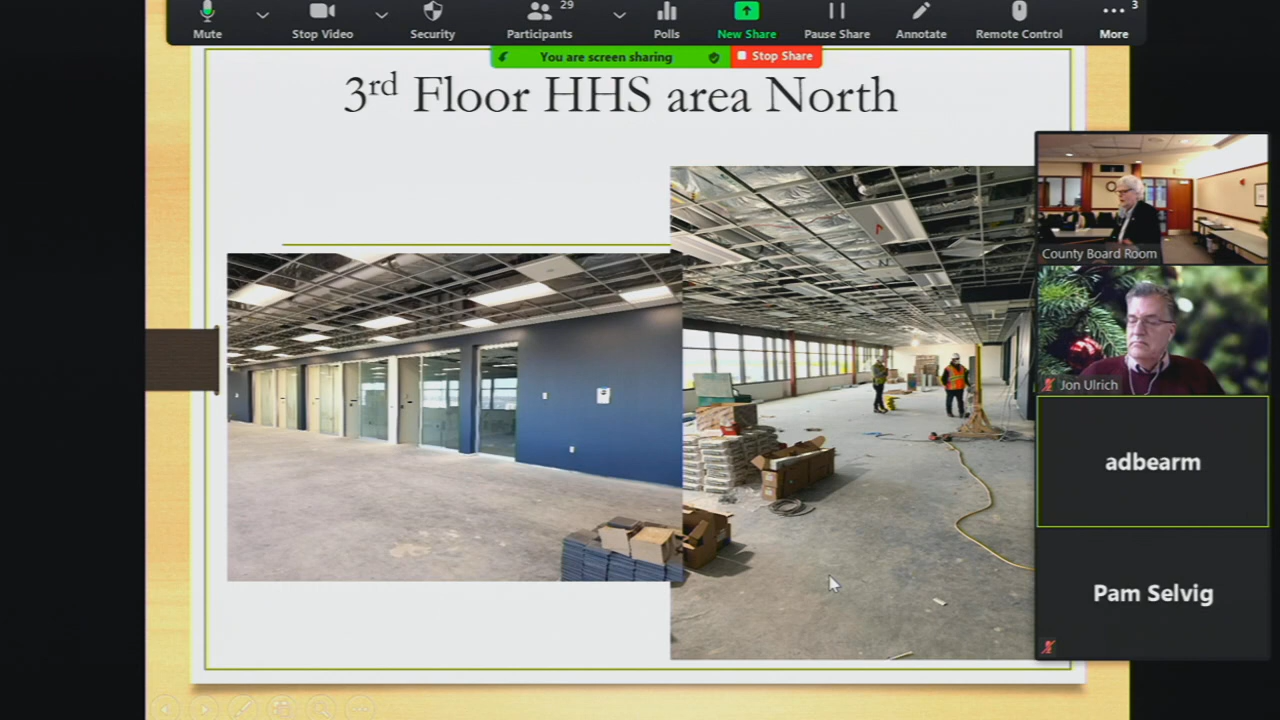 29
3
Mute
Stop Video
Security
Participants
Polls
New Share
Pause Share
Annotate
Remote Control
More
You are screen sharing
Stop Share
3rd Floor HHS area North
County Board Room
Jon Ulrich
adbearm
Pam Selvig